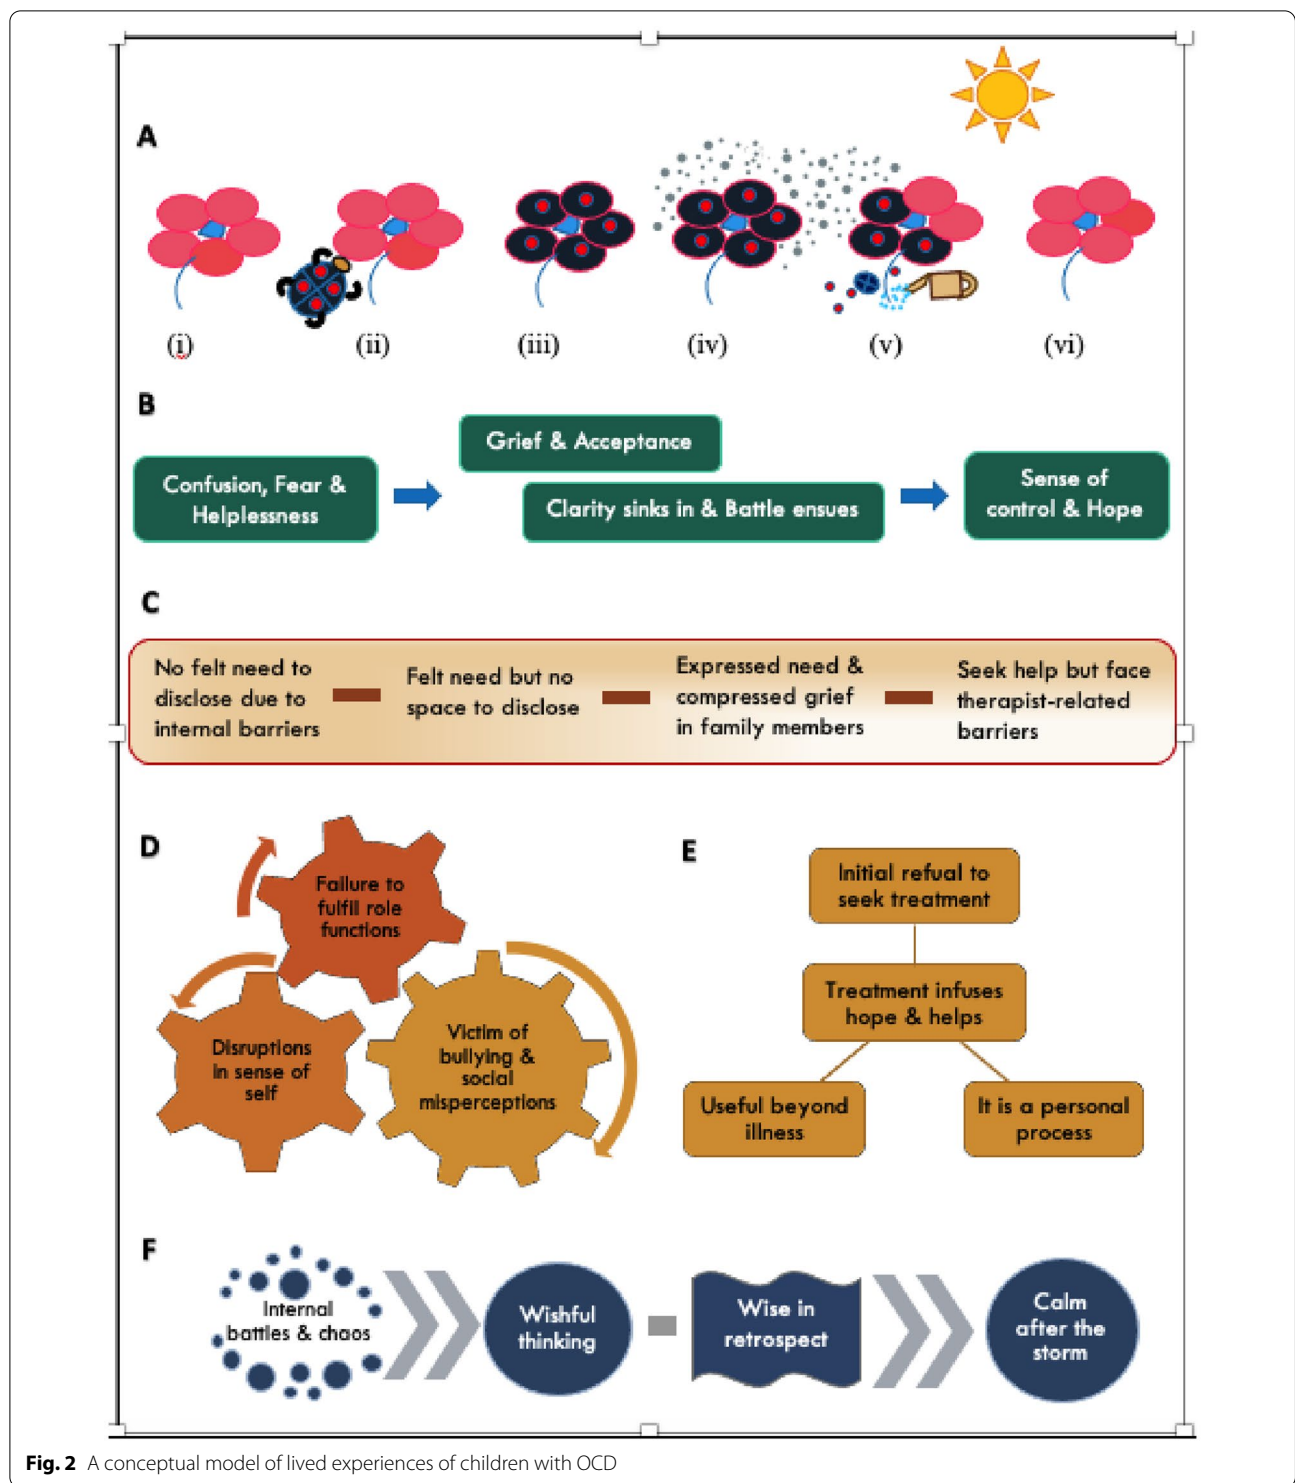 A
(i)
(ii)
(iii)
(iv)
(v)
(vi)
B
Confusion, Fear &
Helplessness
Grief & Acceptance
Clarity sinks in & Battle ensues
Sense of
control & Hope
C
No felt need to
disclose due to
internal barriers
Felt need but no
space to disclose
Expressed need &
compressed grief
in family members
Seek help but face
therapist-related
barriers
D
Failure to
fulfil role
functions
Disruptions
in sense of
self
Victim of
bullying &
social
misperceptions
E
Initial refual to
seek treatment
Treatment infuses
hope & helps
Useful beyond
illness
It is a personal
process
F
Internal
battles & chaos
Wishful
thinking
Wise in
retrospect
Calm
after the
storm
Fig. 2 A conceptual model of lived experiences of children with OCD